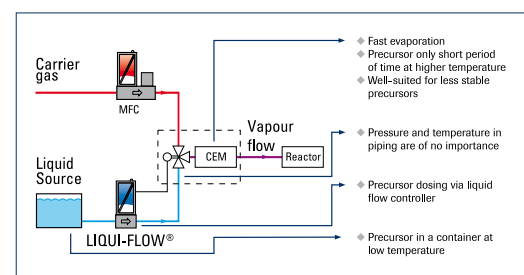 Carrier
gas
MFC
Liquid
Source
LIQUI-FLOW®
CEM
Vapour
flow
Reactor
◆ Fast evaporation
◆ Precursor only short period
of time at higher temperature
◆ Well-suited for less stable
precursors
◆ Pressure and temperature in
piping are of no importance
◆ Precursor dosing via liquid
flow controller
◆ Precursor in a container at
low temperature